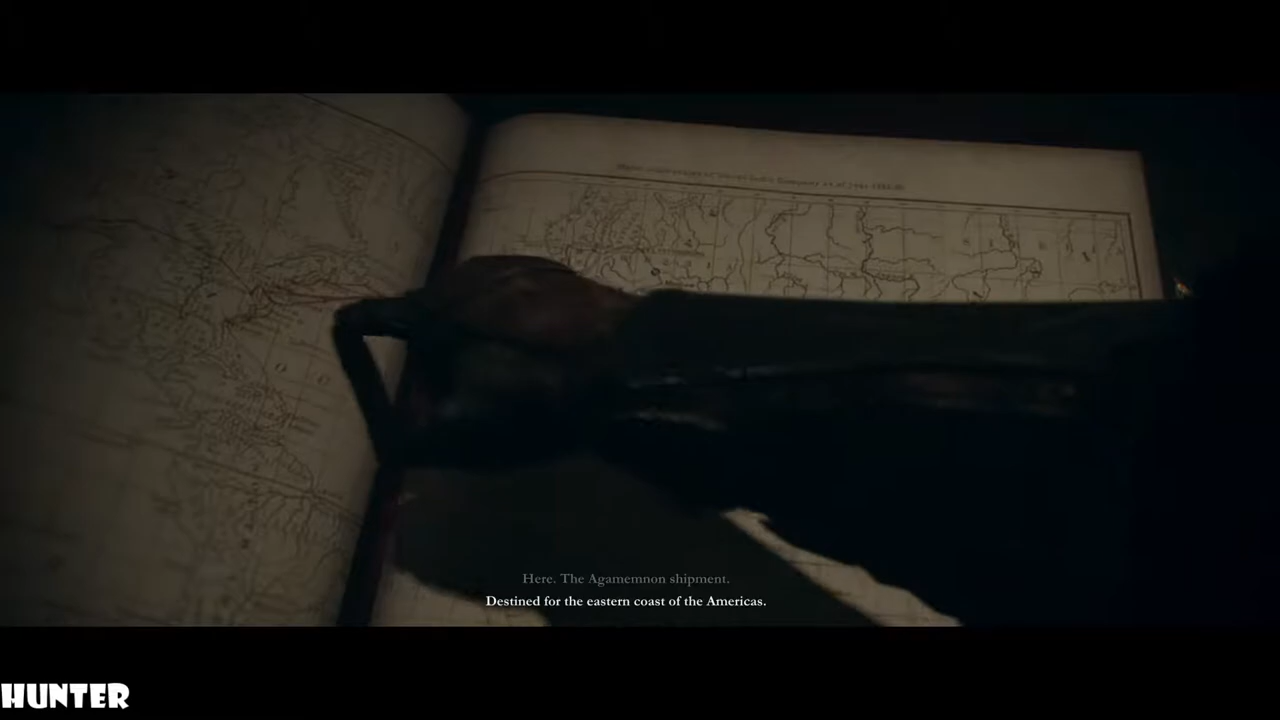 Here. The Agamemnon shipment.
Destined for the eastern coast of the Americas.
HUNTER